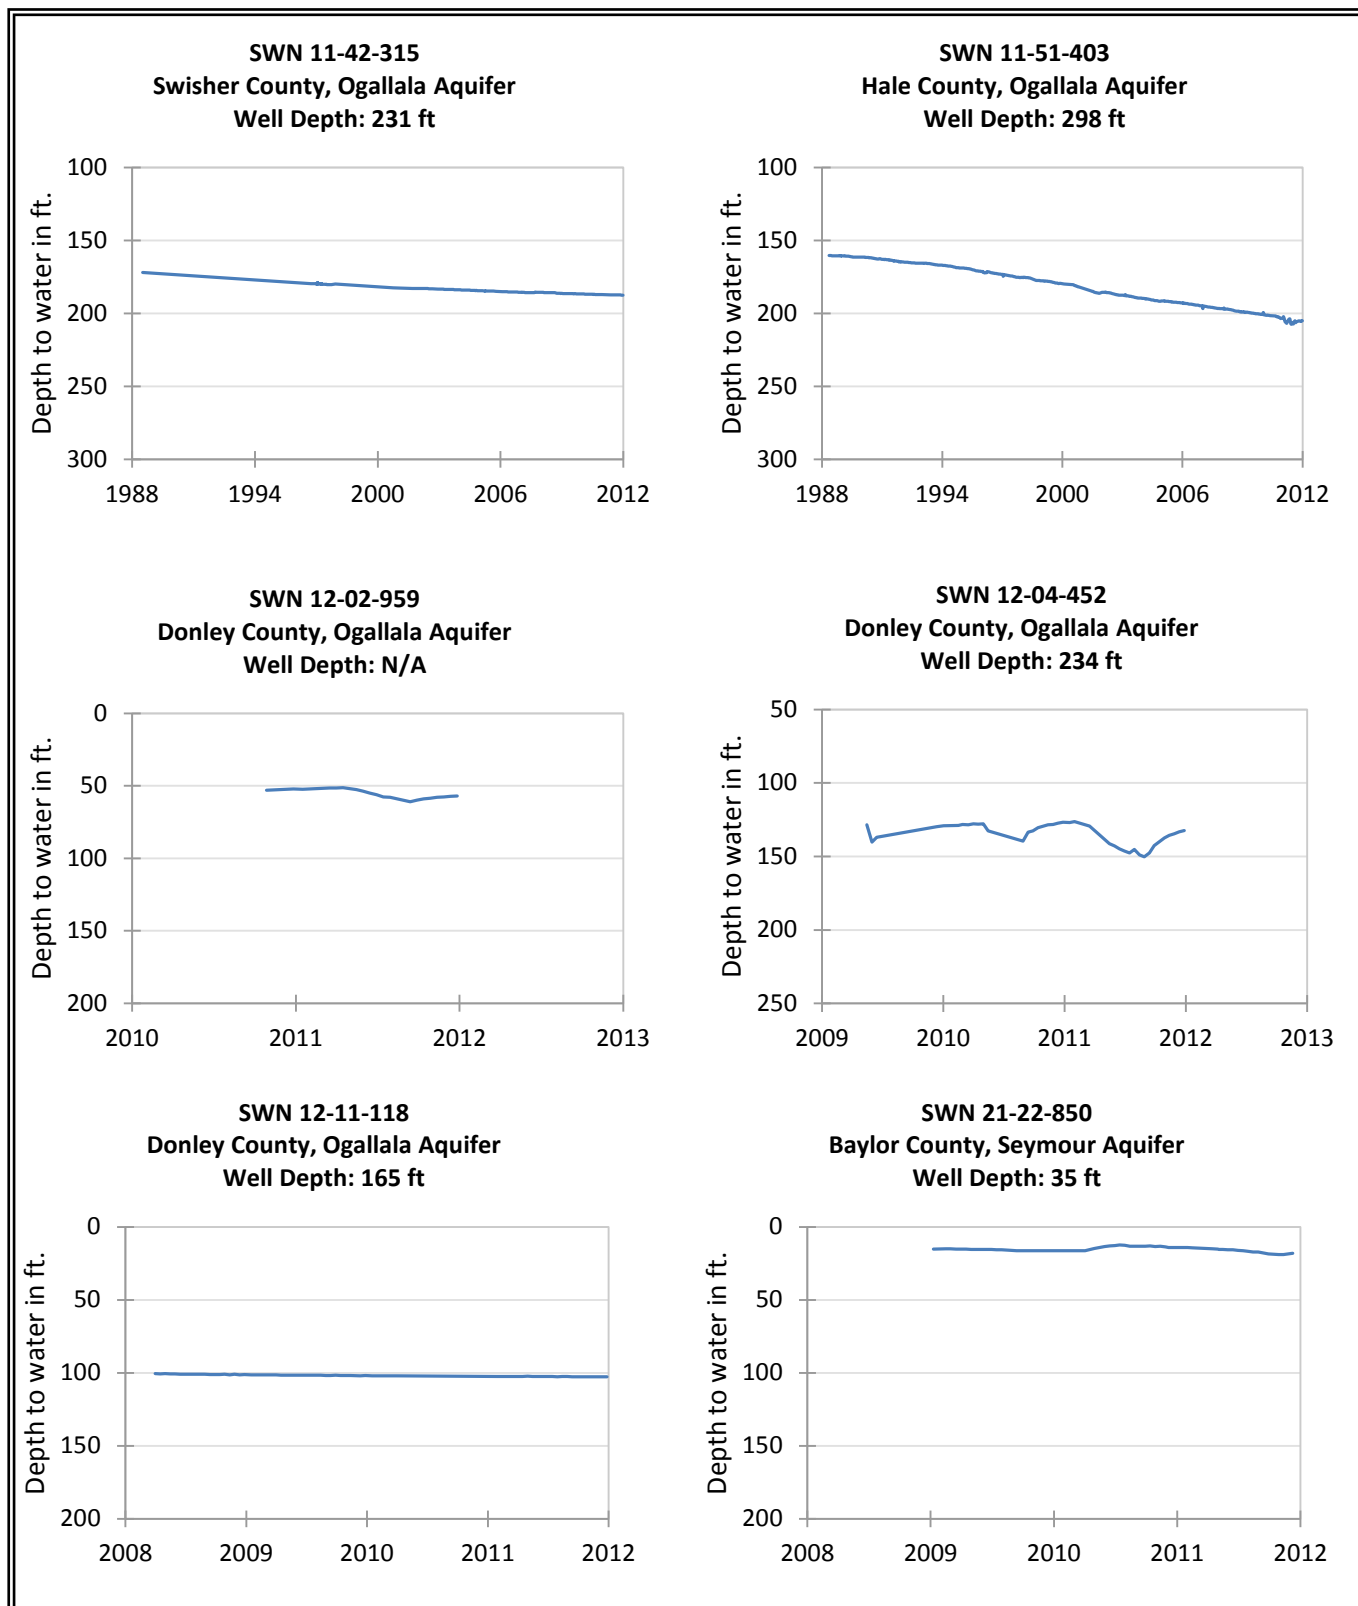 SWN 11-42-315
Swisher County, Ogallala Aquifer
Well Depth: 231 ft
Depth to water in ft.
100
150
200
250
300
1988
1994
2000
2006
2012
SWN 11-51-403
Hale County, Ogallala Aquifer
Well Depth: 298 ft
Depth to water in ft.
100
150
200
250
300
1988
1994
2000
2006
2012
SWN 12-02-959
Donley County, Ogallala Aquifer
Well Depth: N/A
Depth to water in ft.
0
50
100
150
200
2010
2011
2012
2013
SWN 12-04-452
Donley County, Ogallala Aquifer
Well Depth: 234 ft
Depth to water in ft.
50
100
150
200
250
2009
2010
2011
2012
2013
SWN 12-11-118
Donley County, Ogallala Aquifer
Well Depth: 165 ft
Depth to water in ft.
0
50
100
150
200
2008
2009
2010
2011
2012
SWN 21-22-850
Baylor County, Seymour Aquifer
Well Depth: 35 ft
Depth to water in ft.
0
50
100
150
200
2008
2009
2010
2011
2012